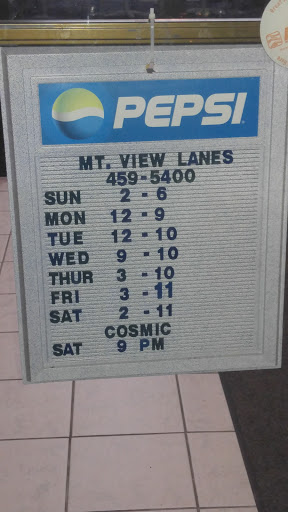 PEPSI
MT. VIEW LANES
459-5400
SUN 2 - 6
MON 12 - 9
TUE 12 - 10
WED 9 - 10
THUR 3 - 10
FRI 3 - 11
SAT 2 - 11
COSMIC
SAT 9 PM